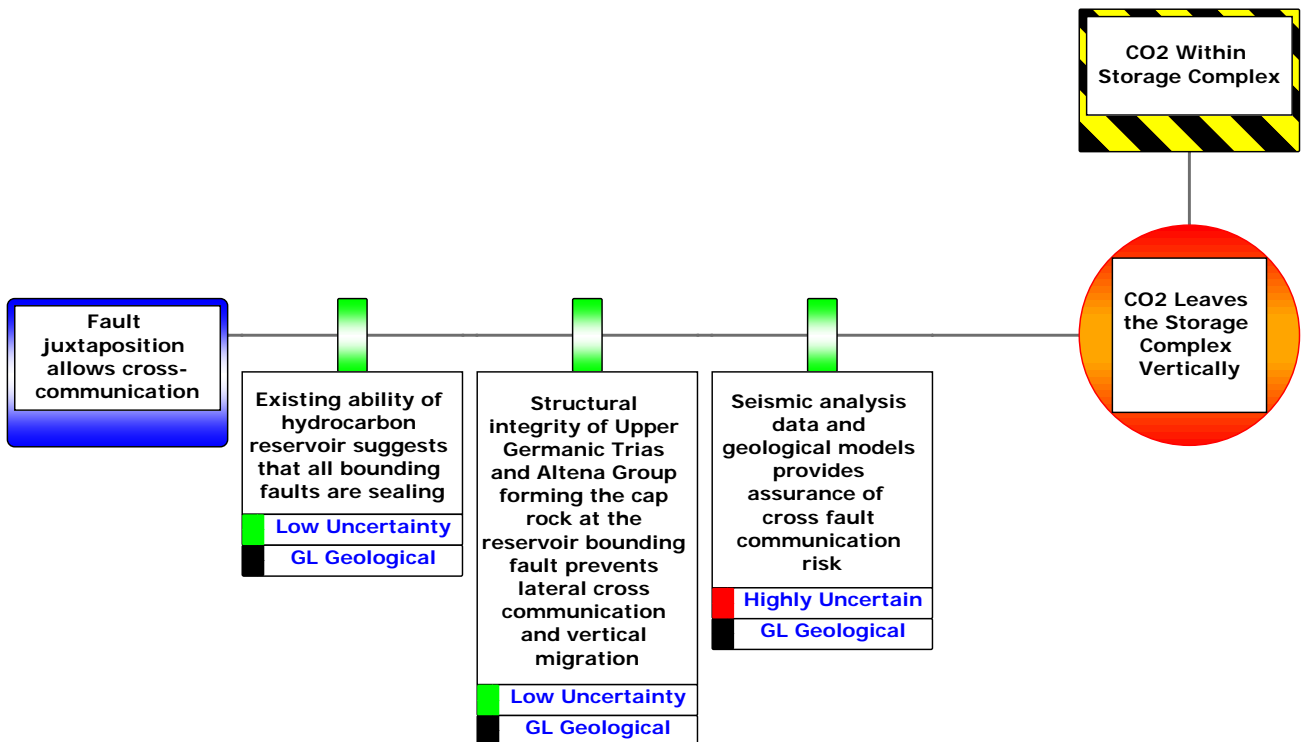 CO2 Within
Storage Complex
Fault
juxtaposition
allows cross-
communication
Existing ability of
hydrocarbon
reservoir suggests
that all bounding
faults are sealing
Low Uncertainty
GL Geological
Structural
integrity of Upper
Germanic Trias
and Altena Group
forming the cap
rock at the
reservoir bounding
fault prevents
lateral cross
communication
and vertical
migration
Low Uncertainty
GL Geological
Seismic analysis
data and
geological models
provides
assurance of
cross fault
communication
risk
Highly Uncertain
GL Geological
CO2 Leaves
the Storage
Complex
Vertically